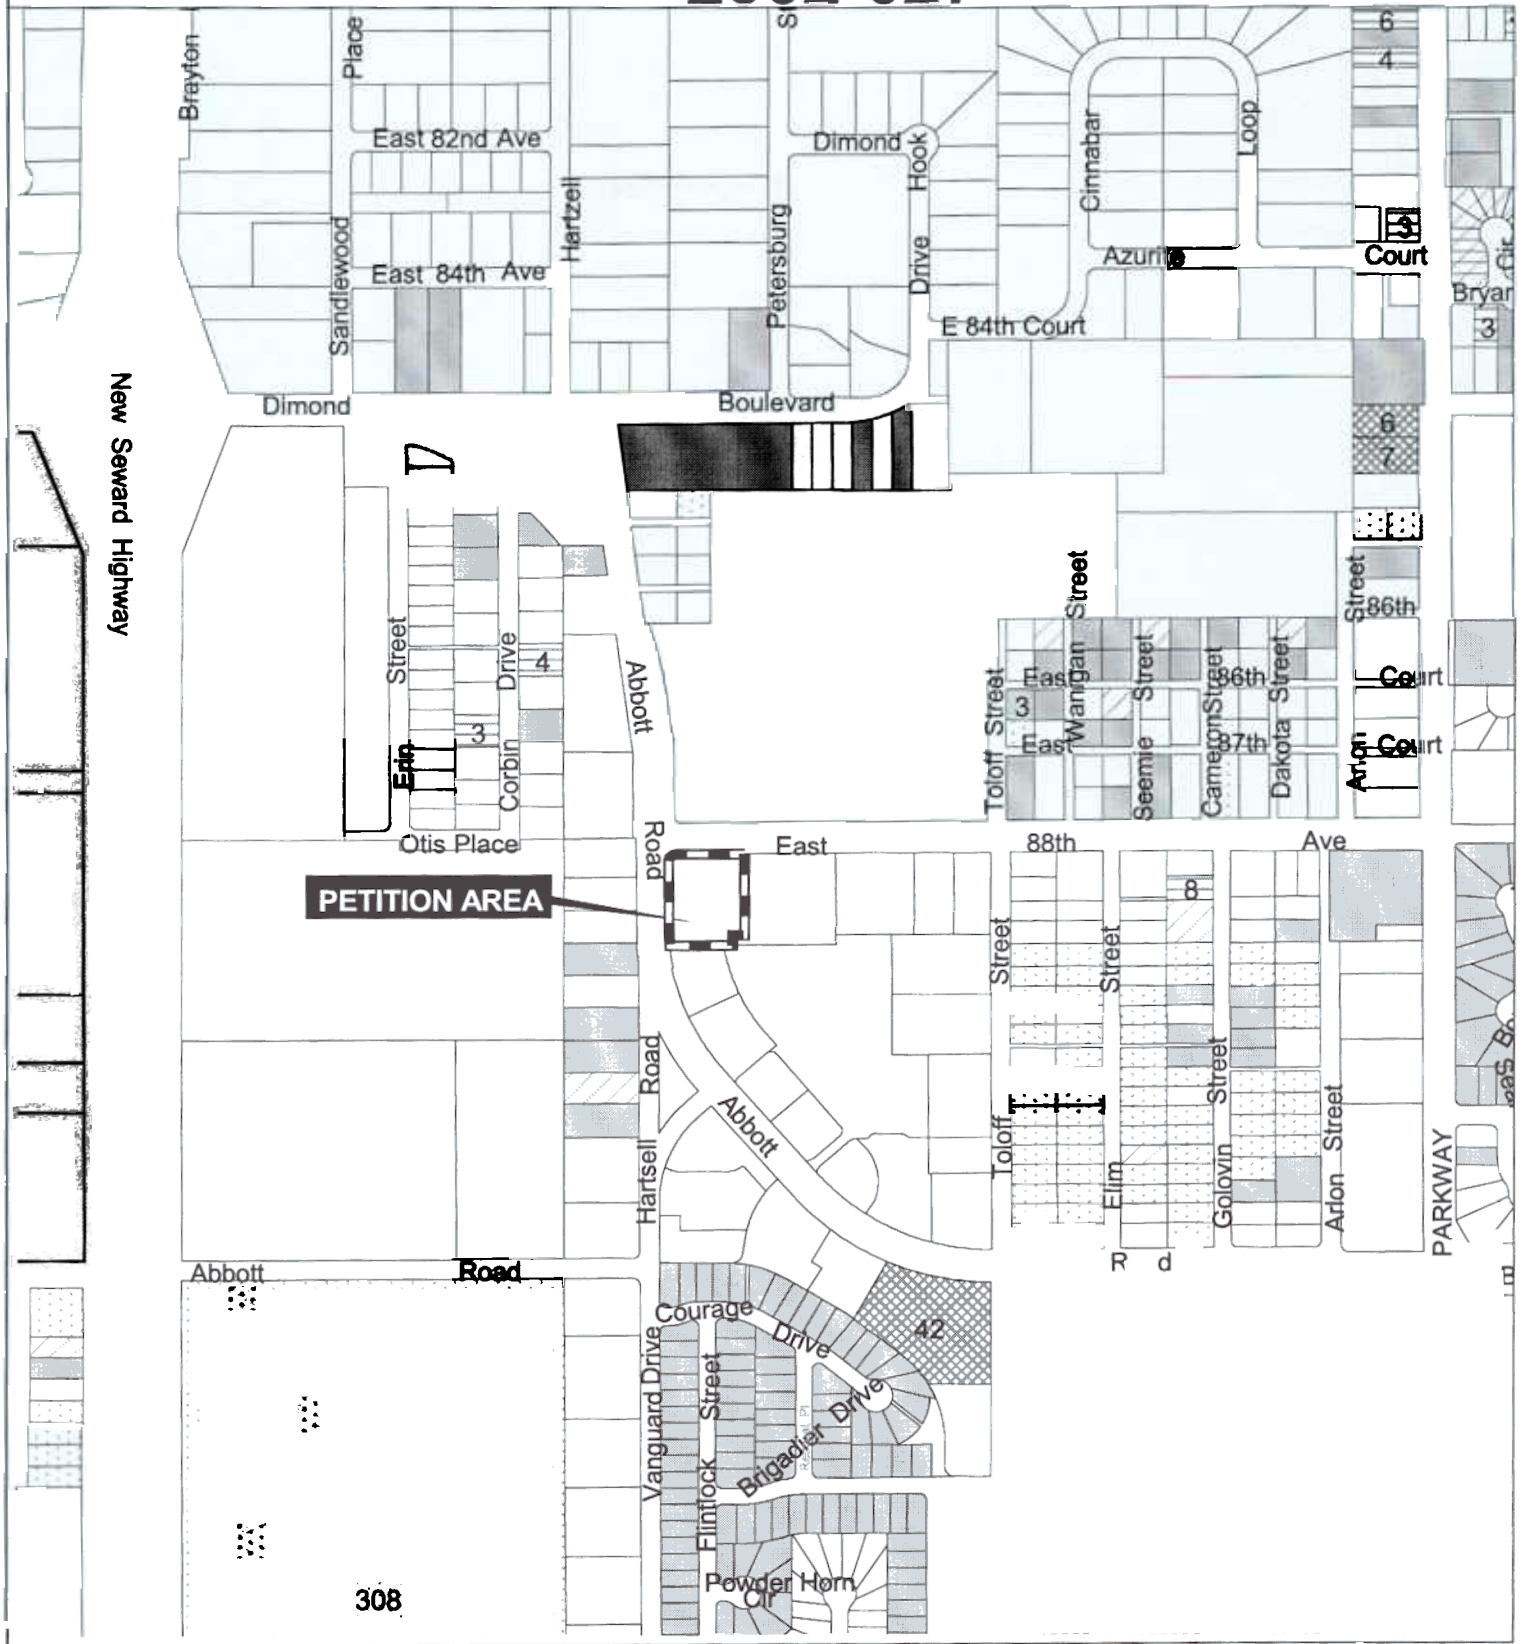 Brayton
Place
East 82nd Ave
Hartzell
Sandlewood
East 84th Ave
Petersburg
Dimond
Hook
Drive
Cinnabar
Loop
Azurite
Court
E 84th Court
6
4
3
Cir
Bryan
3
New Seward Highway
Dimond
Boulevard
6
7
Street
Drive
4
3
Erin
Corbin
Abbott
Road
Otis Place
Street
86th
Court
Court
Arlon
Toloff Street
East
86th
3
East
87th
Wanigan Street
Seemie Street
Cameron Street
Dakota Street
East
88th
Ave
PETITION AREA
8
Street
Toloff
Street
Elim
Street
Golovin
Arlon Street
PARKWAY
Road
Hartsell
Abbott
R d
Abbott
Road
Courage
Drive
42
Vanguard Drive
Street
Flintlock
Brigadier Drive
Powder Horn
Cir
308